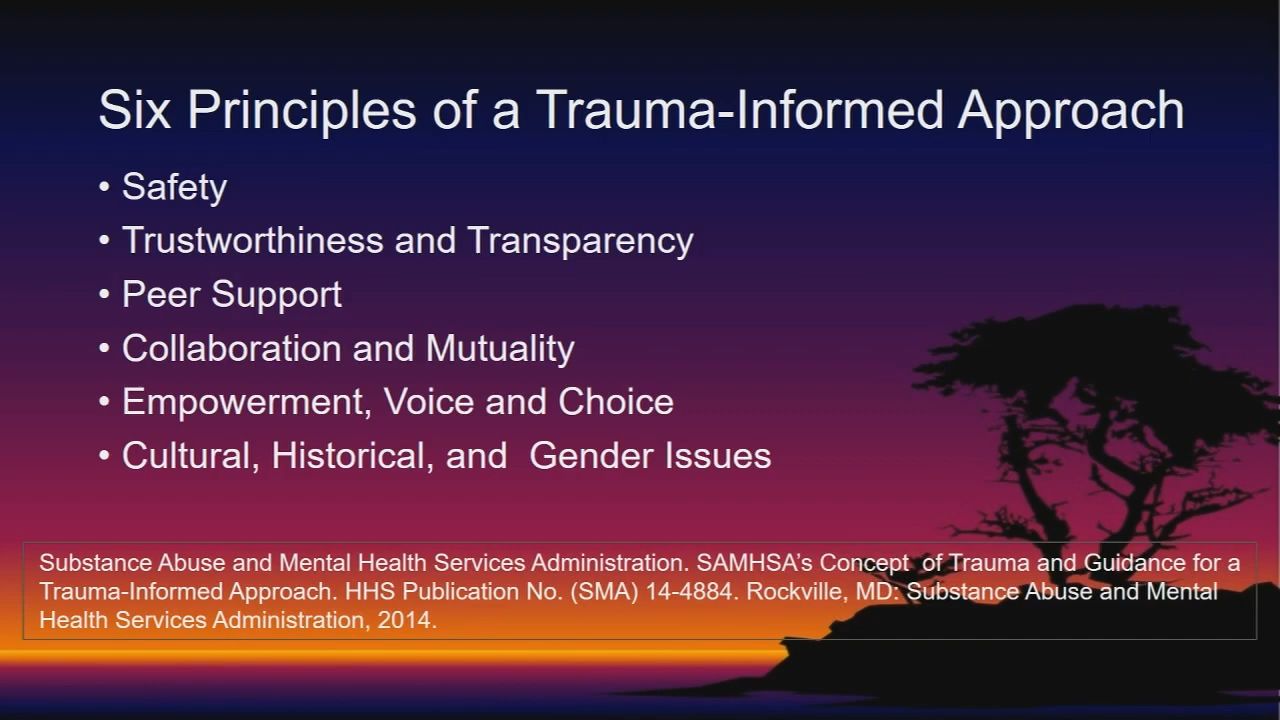 Six Principles of a Trauma-Informed Approach
• Safety
• Trustworthiness and Transparency
• Peer Support
• Collaboration and Mutuality
• Empowerment, Voice and Choice
• Cultural, Historical, and  Gender Issues
Substance Abuse and Mental Health Services Administration. SAMHSA’s Concept  of Trauma and Guidance for a
Trauma-Informed Approach. HHS Publication No. (SMA) 14-4884. Rockville, MD: Substance Abuse and Mental
Health Services Administration, 2014.